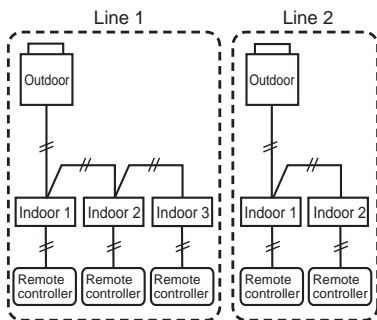 Line 1
Line 2
Outdoor
Outdoor
Indoor 1
Indoor 2
Indoor 3
Indoor 1
Indoor 2
Remote
controller
Remote
controller
Remote
controller
Remote
controller
Remote
controller